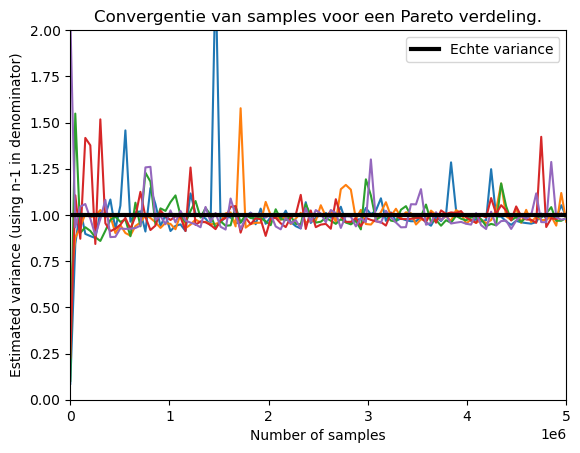 Convergentie van samples voor een Pareto verdeling.
Echte variance
Estimated variance (using n-1 in denominator)
2.00
1.75
1.50
1.25
1.00
0.75
0.50
0.25
0.00
0 1 2 3 4 5
1e6
Number of samples